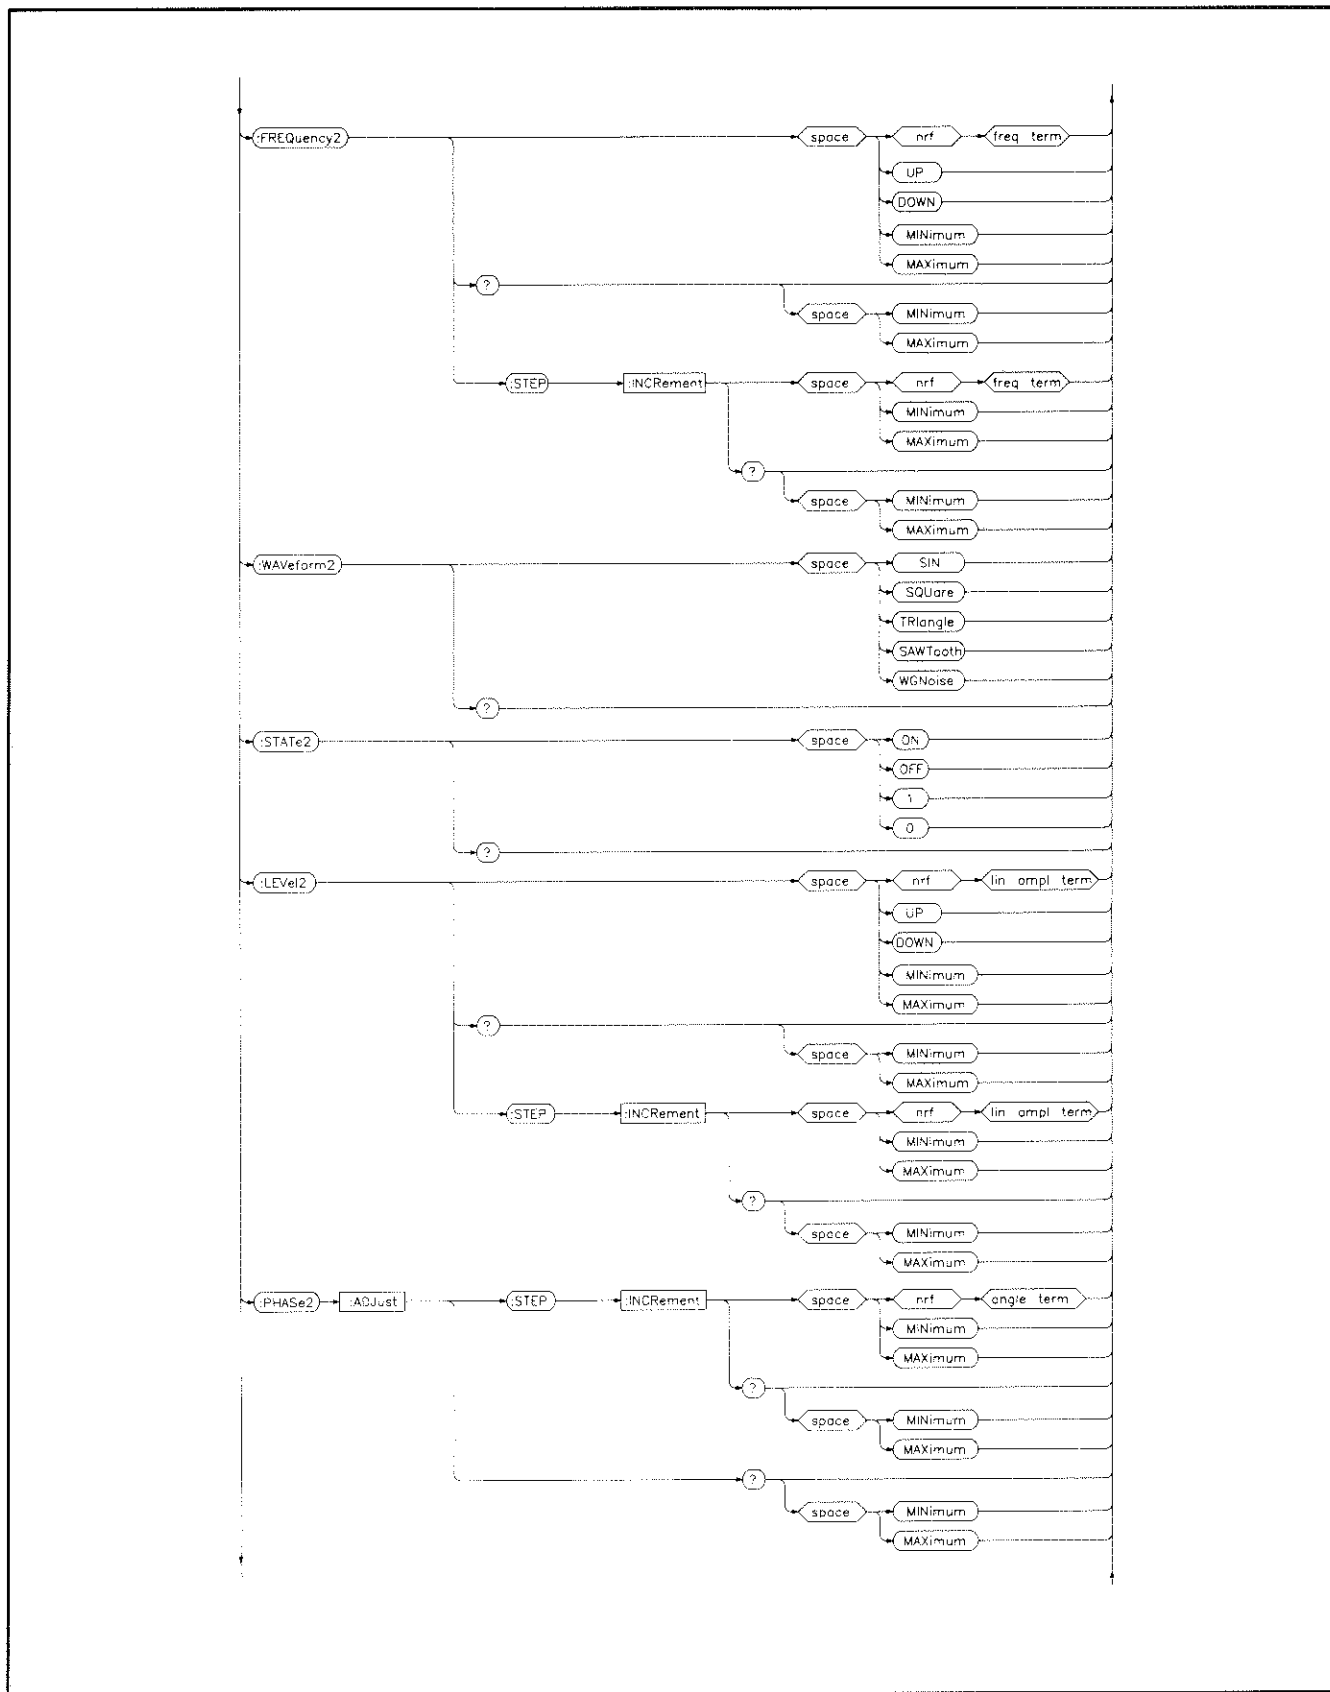 :FREQuency2 space nrf freq term
UP
DOWN
MINimum
MAXimum
?
space MINimum
MAXimum
:STEP :INCRement space nrf freq term
MINimum
MAXimum
?
space MINimum
MAXimum
:WAVeform2 space SIN
SQUare
TRIangle
SAWTooth
WGNoise
?
:STATe2 space ON
OFF
1
0
?
:LEVel2 space nrf lin ampl term
UP
DOWN
MINimum
MAXimum
?
space MINimum
MAXimum
:STEP :INCRement space nrf lin ampl term
MINimum
MAXimum
?
space MINimum
MAXimum
:PHASe2 :ADJust :STEP :INCRement space nrf angle term
MINimum
MAXimum
?
space MINimum
MAXimum
?
space MINimum
MAXimum